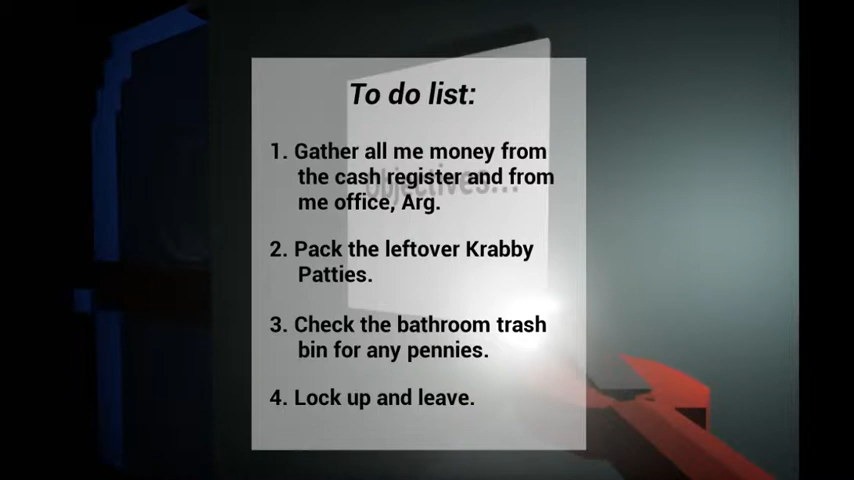 To do list:
1. Gather all me money from
the cash register and from
me office, Arg.
objectives...
2. Pack the leftover Krabby
Patties.
3. Check the bathroom trash
bin for any pennies.
4. Lock up and leave.